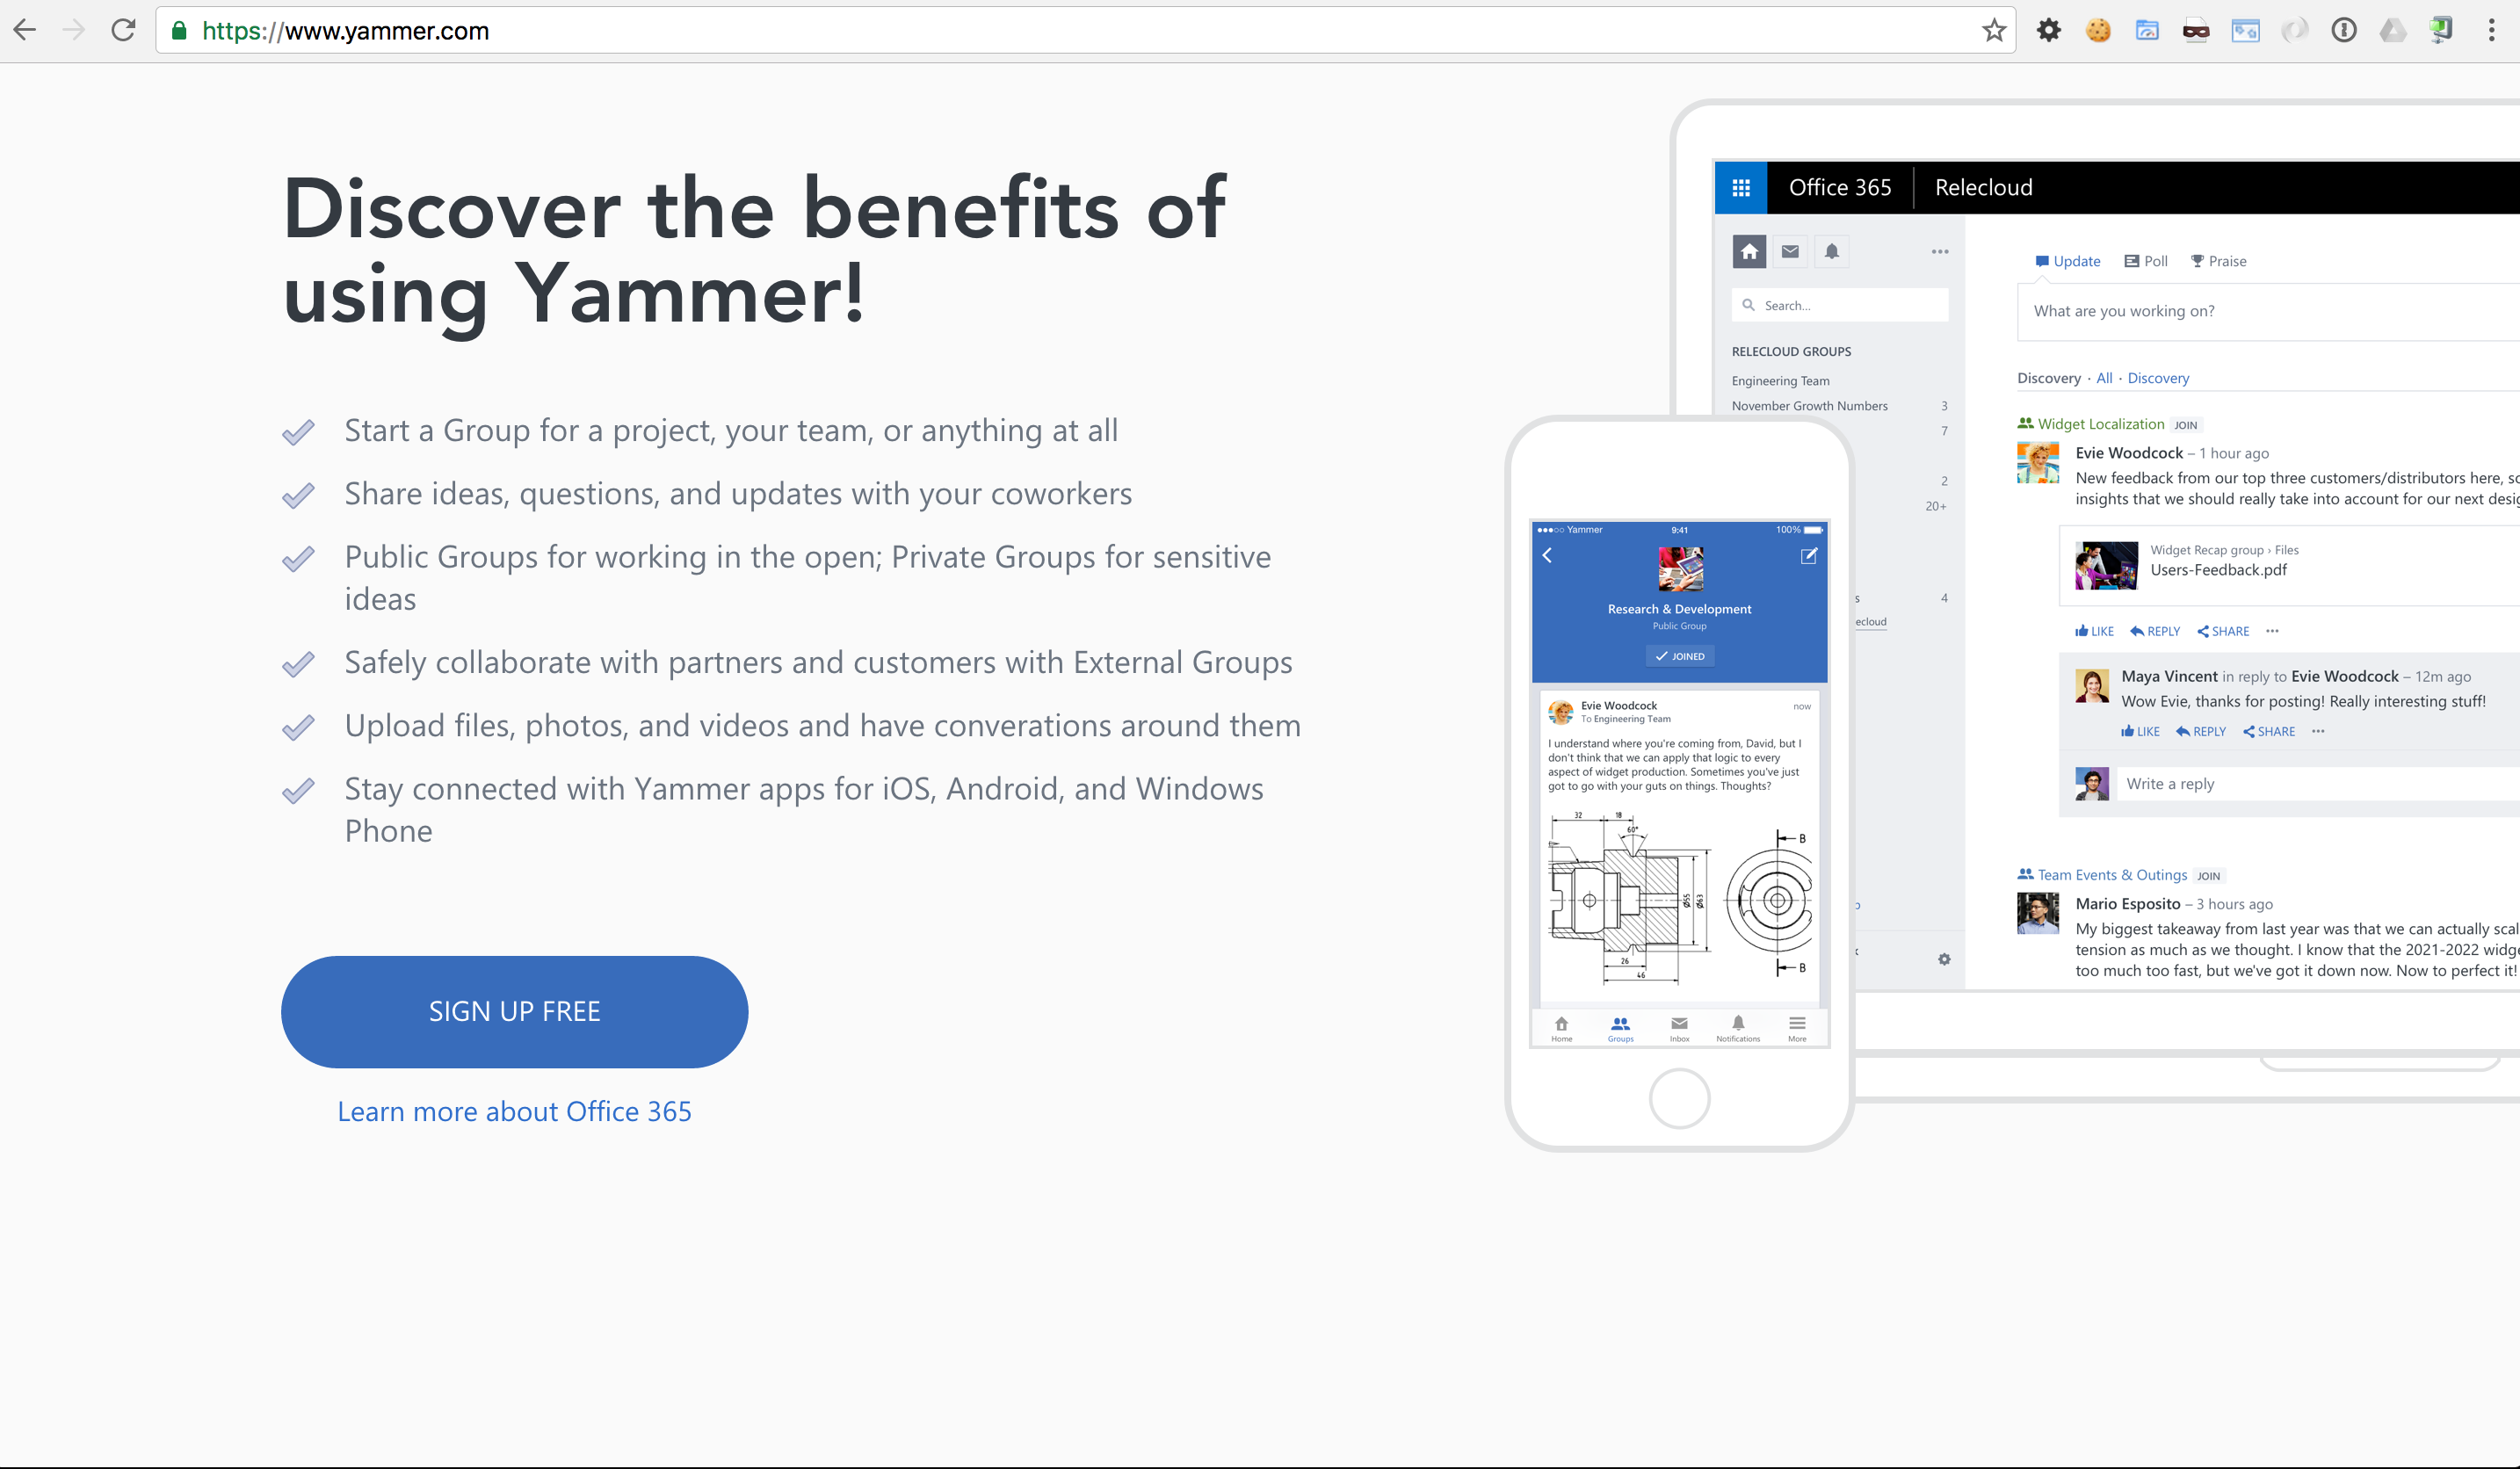 https://www.yammer.com
Discover the benefits of
using Yammer!
Start a Group for a project, your team, or anything at all
Share ideas, questions, and updates with your coworkers
Public Groups for working in the open; Private Groups for sensitive
ideas
Safely collaborate with partners and customers with External Groups
Upload files, photos, and videos and have converations around them
Stay connected with Yammer apps for iOS, Android, and Windows
Phone
SIGN UP FREE
Learn more about Office 365
Office 365 Relecloud
Search...
RELECLOUD GROUPS
Engineering Team
November Growth Numbers 3
7
2
20+
s 4
ecloud
Update Poll Praise
What are you working on?
Discovery · All · Discovery
Widget Localization JOIN
Evie Woodcock – 1 hour ago
New feedback from our top three customers/distributors here, so
insights that we should really take into account for our next desig
Widget Recap group › Files
Users-Feedback.pdf
LIKE REPLY SHARE
Maya Vincent in reply to Evie Woodcock – 12m ago
Wow Evie, thanks for posting! Really interesting stuff!
LIKE REPLY SHARE
Write a reply
Team Events & Outings JOIN
Mario Esposito – 3 hours ago
My biggest takeaway from last year was that we can actually scal
tension as much as we thought. I know that the 2021-2022 widge
too much too fast, but we've got it down now. Now to perfect it!
Yammer 9:41 100%
Research & Development
Public Group
JOINED
Evie Woodcock now
To Engineering Team
I understand where you're coming from, David, but I
don't think that we can apply that logic to every
aspect of widget production. Sometimes you've just
got to go with your guts on things. Thoughts?
32 18
60°
B
Ø55 Ø63
B
26
46
Home Groups Inbox Notifications More